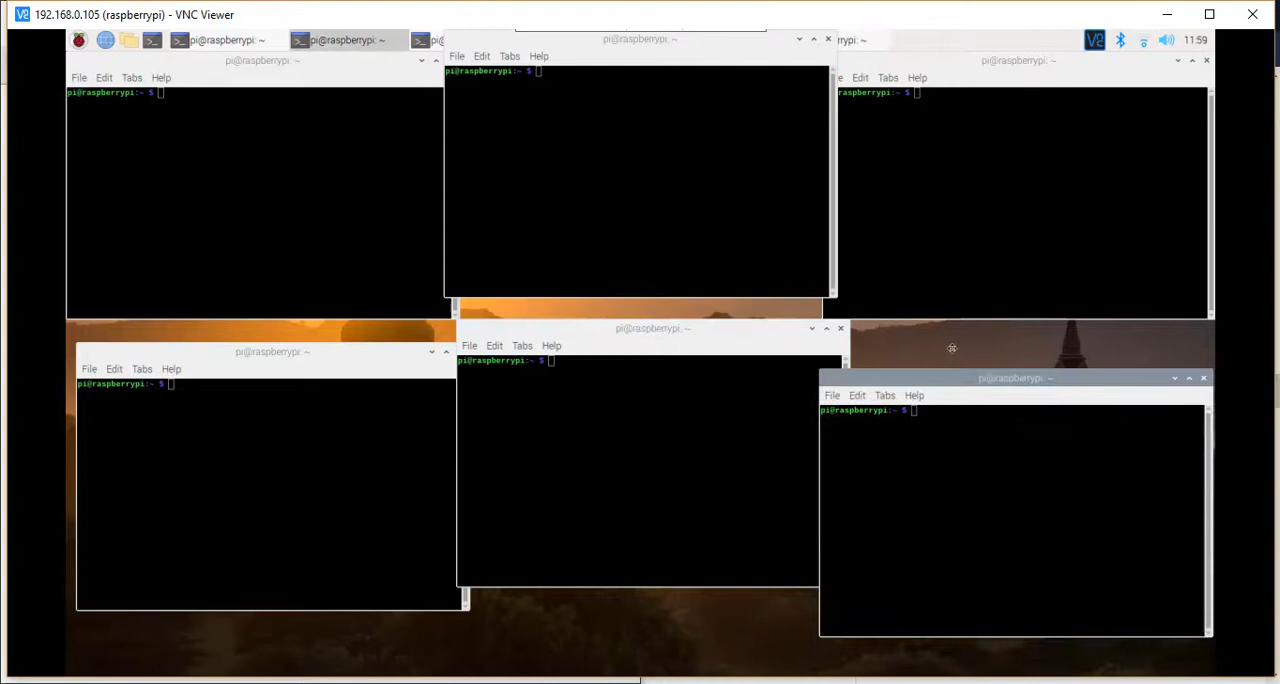 192.168.0.105 (raspberrypi) - VNC Viewer
pi@raspberrypi: ~
pi@raspberrypi: ~
11:59
pi@raspberrypi: ~
File Edit Tabs Help
pi@raspberrypi:~ $
pi@raspberrypi: ~
File Edit Tabs Help
pi@raspberrypi:~ $
pi@raspberrypi: ~
Edit Tabs Help
raspberrypi:~ $
pi@raspberrypi: ~
File Edit Tabs Help
pi@raspberrypi:~ $
pi@raspberrypi: ~
File Edit Tabs Help
pi@raspberrypi:~ $
pi@raspberrypi: ~
File Edit Tabs Help
pi@raspberrypi:~ $